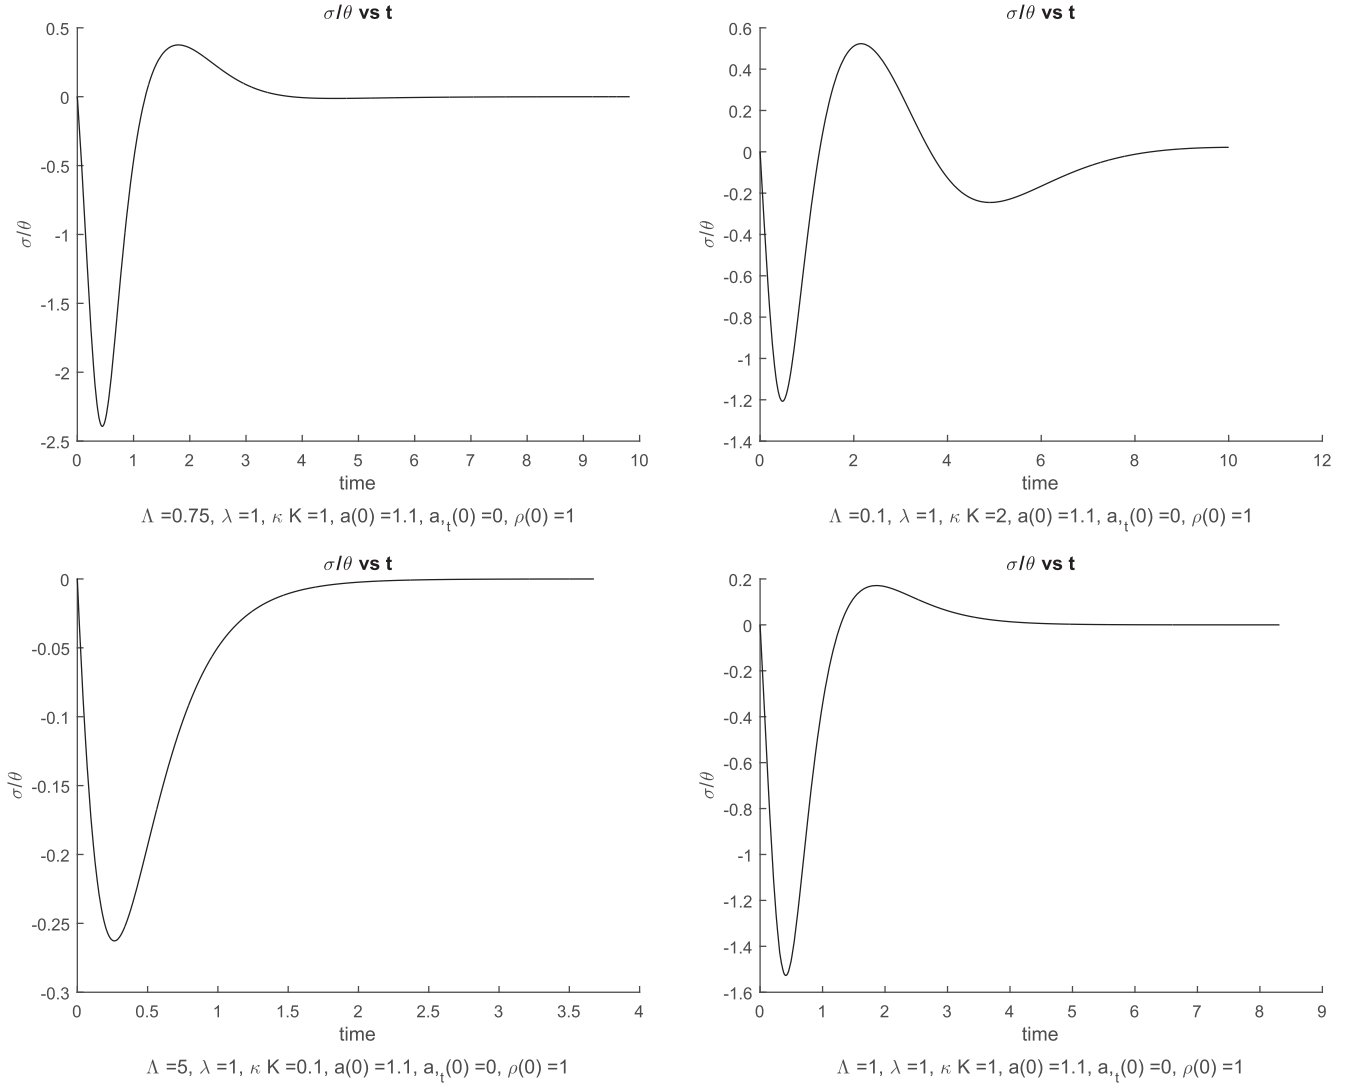 σ/θ vs t
0.5
0
-0.5
-1
-1.5
-2
-2.5
σ/θ
0 1 2 3 4 5 6 7 8 9 10
time
Λ =0.75, λ =1, κ K =1, a(0) =1.1, a,t(0) =0, ρ(0) =1
σ/θ vs t
0.6
0.4
0.2
0
-0.2
-0.4
-0.6
-0.8
-1
-1.2
-1.4
σ/θ
0 2 4 6 8 10 12
time
Λ =0.1, λ =1, κ K =2, a(0) =1.1, a,t(0) =0, ρ(0) =1
σ/θ vs t
0
-0.05
-0.1
-0.15
-0.2
-0.25
-0.3
σ/θ
0 0.5 1 1.5 2 2.5 3 3.5 4
time
Λ =5, λ =1, κ K =0.1, a(0) =1.1, a,t(0) =0, ρ(0) =1
σ/θ vs t
0.2
0
-0.2
-0.4
-0.6
-0.8
-1
-1.2
-1.4
-1.6
σ/θ
0 1 2 3 4 5 6 7 8 9
time
Λ =1, λ =1, κ K =1, a(0) =1.1, a,t(0) =0, ρ(0) =1